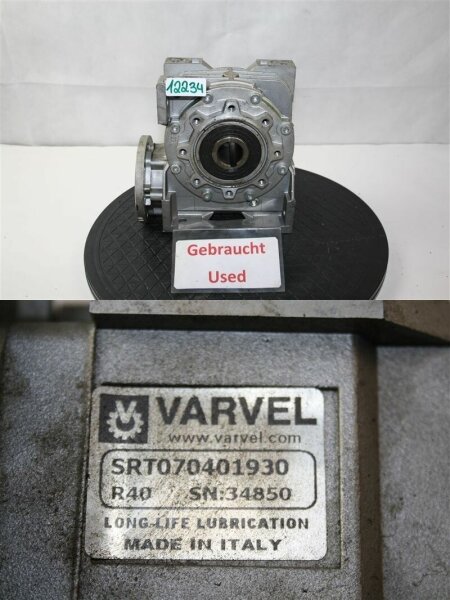 12234
Gebraucht
Used
VARVEL
www.varvel.com
SRT070401930
R40 SN:34850
LONG-LIFE LUBRICATION
MADE IN ITALY